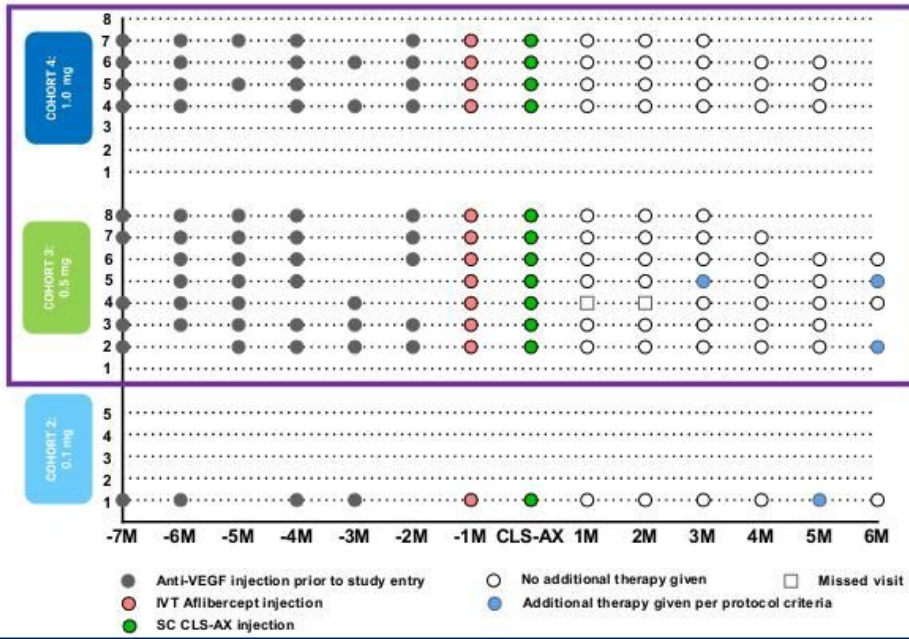 COHORT 4:
1.0 mg
8
7
6
5
4
3
2
1
COHORT 3:
0.5 mg
8
7
6
5
4
3
2
1
COHORT 2:
0.1 mg
5
4
3
2
1
-7M -6M -5M -4M -3M -2M -1M CLS-AX 1M 2M 3M 4M 5M 6M
Anti-VEGF injection prior to study entry
No additional therapy given
Missed visit
IVT Aflibercept injection
Additional therapy given per protocol criteria
SC CLS-AX injection